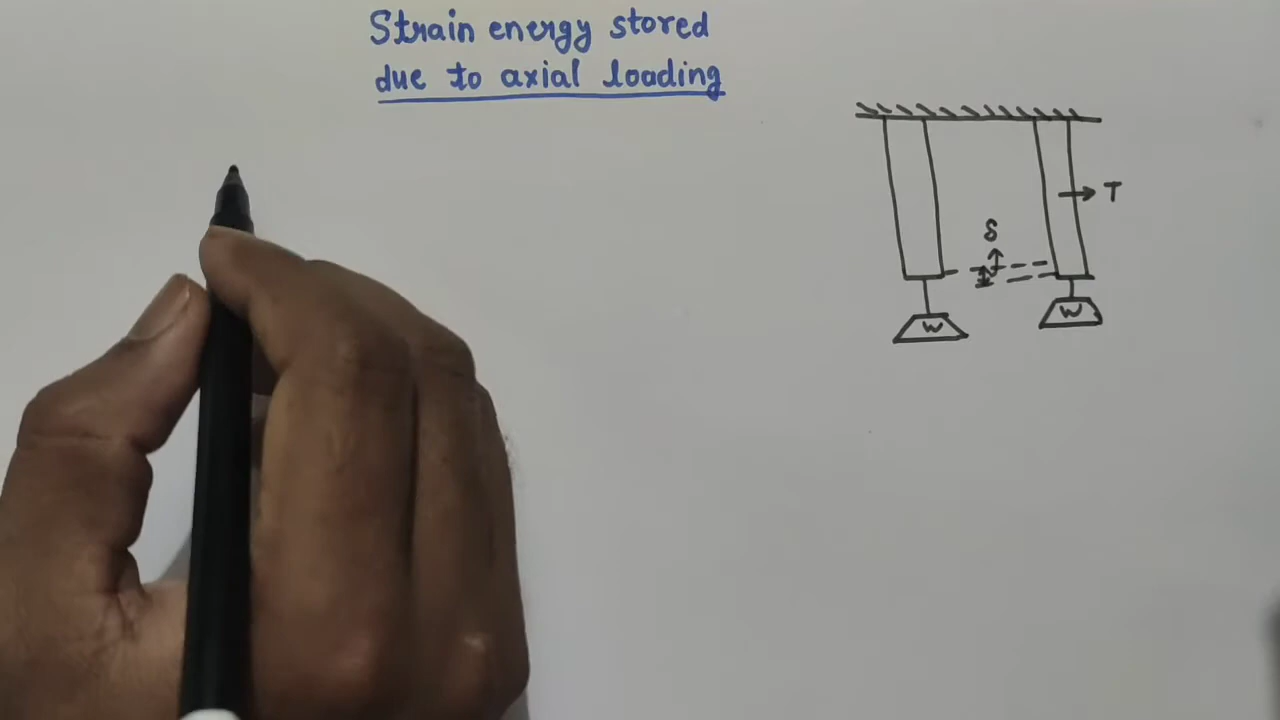 Strain energy stored
due to axial loading
T
δ
W
W